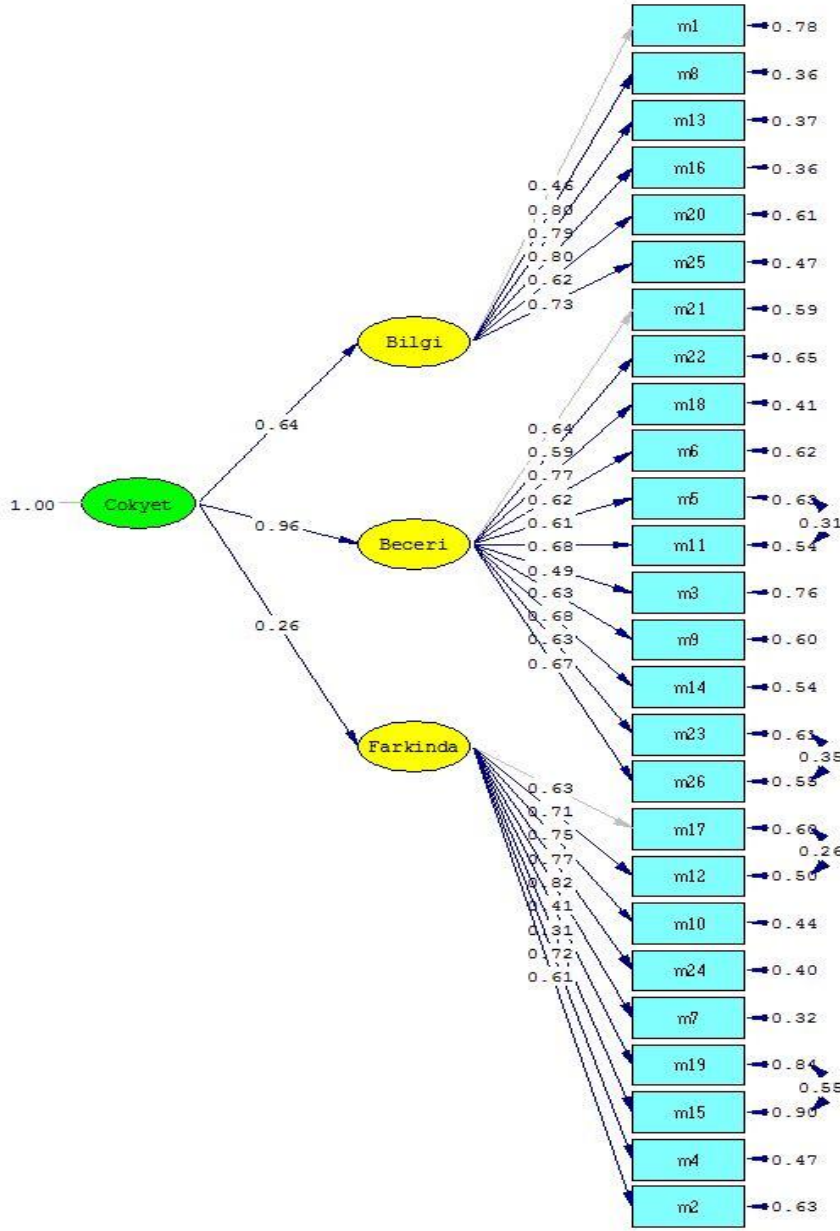 m1 0.78
m8 0.36
m13 0.37
m16 0.36
0.46
0.80
m20 0.61
0.79
0.80
m25 0.47
0.62
0.73
m21 0.59
Bilgi
m22 0.65
m18 0.41
0.64
0.64
0.59
m6 0.62
0.77
0.62
m5 0.63
1.00 Cokyet
0.61
0.31
0.96
Beceri
0.68
m11 0.54
0.49
m3 0.76
0.63
0.68
0.26
0.63
m9 0.60
0.67
m14 0.54
m23 0.61
Farkinda
0.35
m26 0.55
0.63
0.71
m17 0.60
0.75
0.26
0.77
m12 0.50
0.82
0.41
m10 0.44
0.31
0.72
m24 0.40
0.61
m7 0.32
m19 0.84
0.55
m15 0.90
m4 0.47
m2 0.63